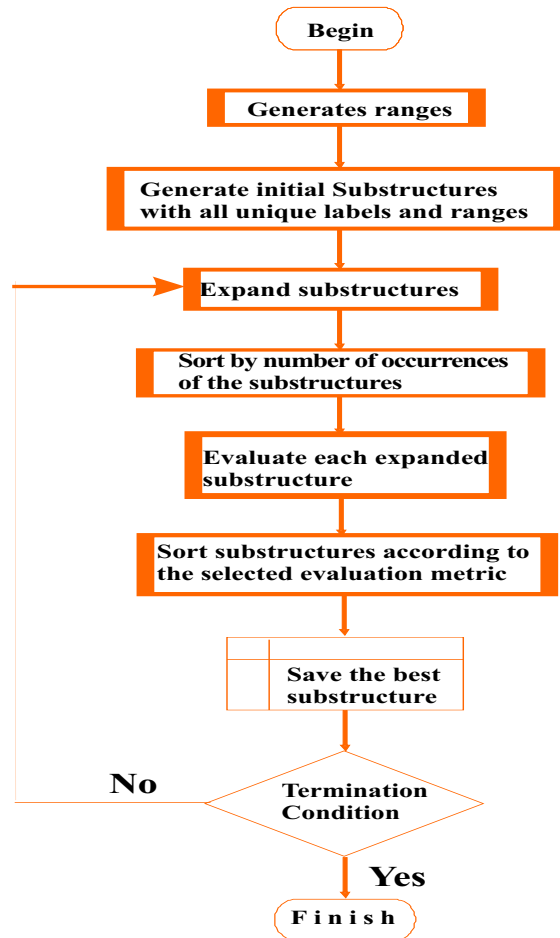 Begin
Generates ranges
Generate initial Substructures
with all unique labels and ranges
Expand substructures
Sort by number of occurrences
of the substructures
Evaluate each expanded
substructure
Sort substructures according to
the selected evaluation metric
Save the best
substructure
Termination
Condition
No
Yes
Finish